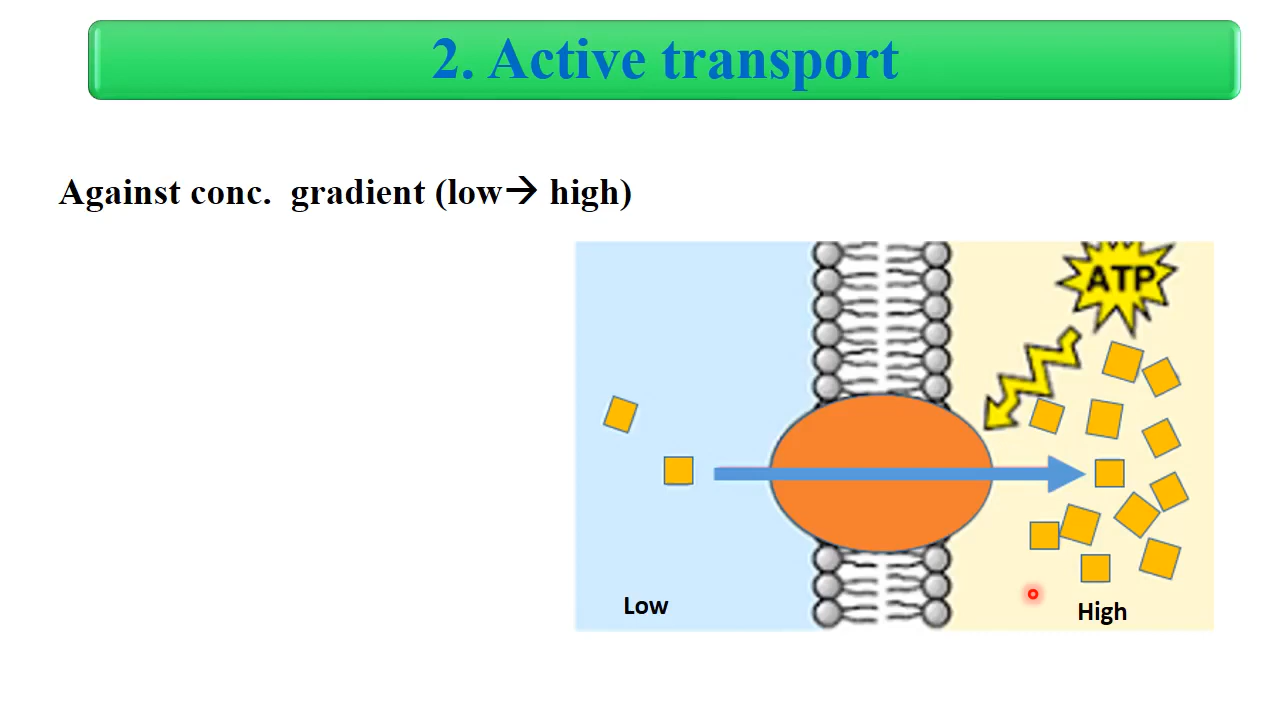 2. Active transport
Against conc. gradient (low→ high)
ATP
Low
High